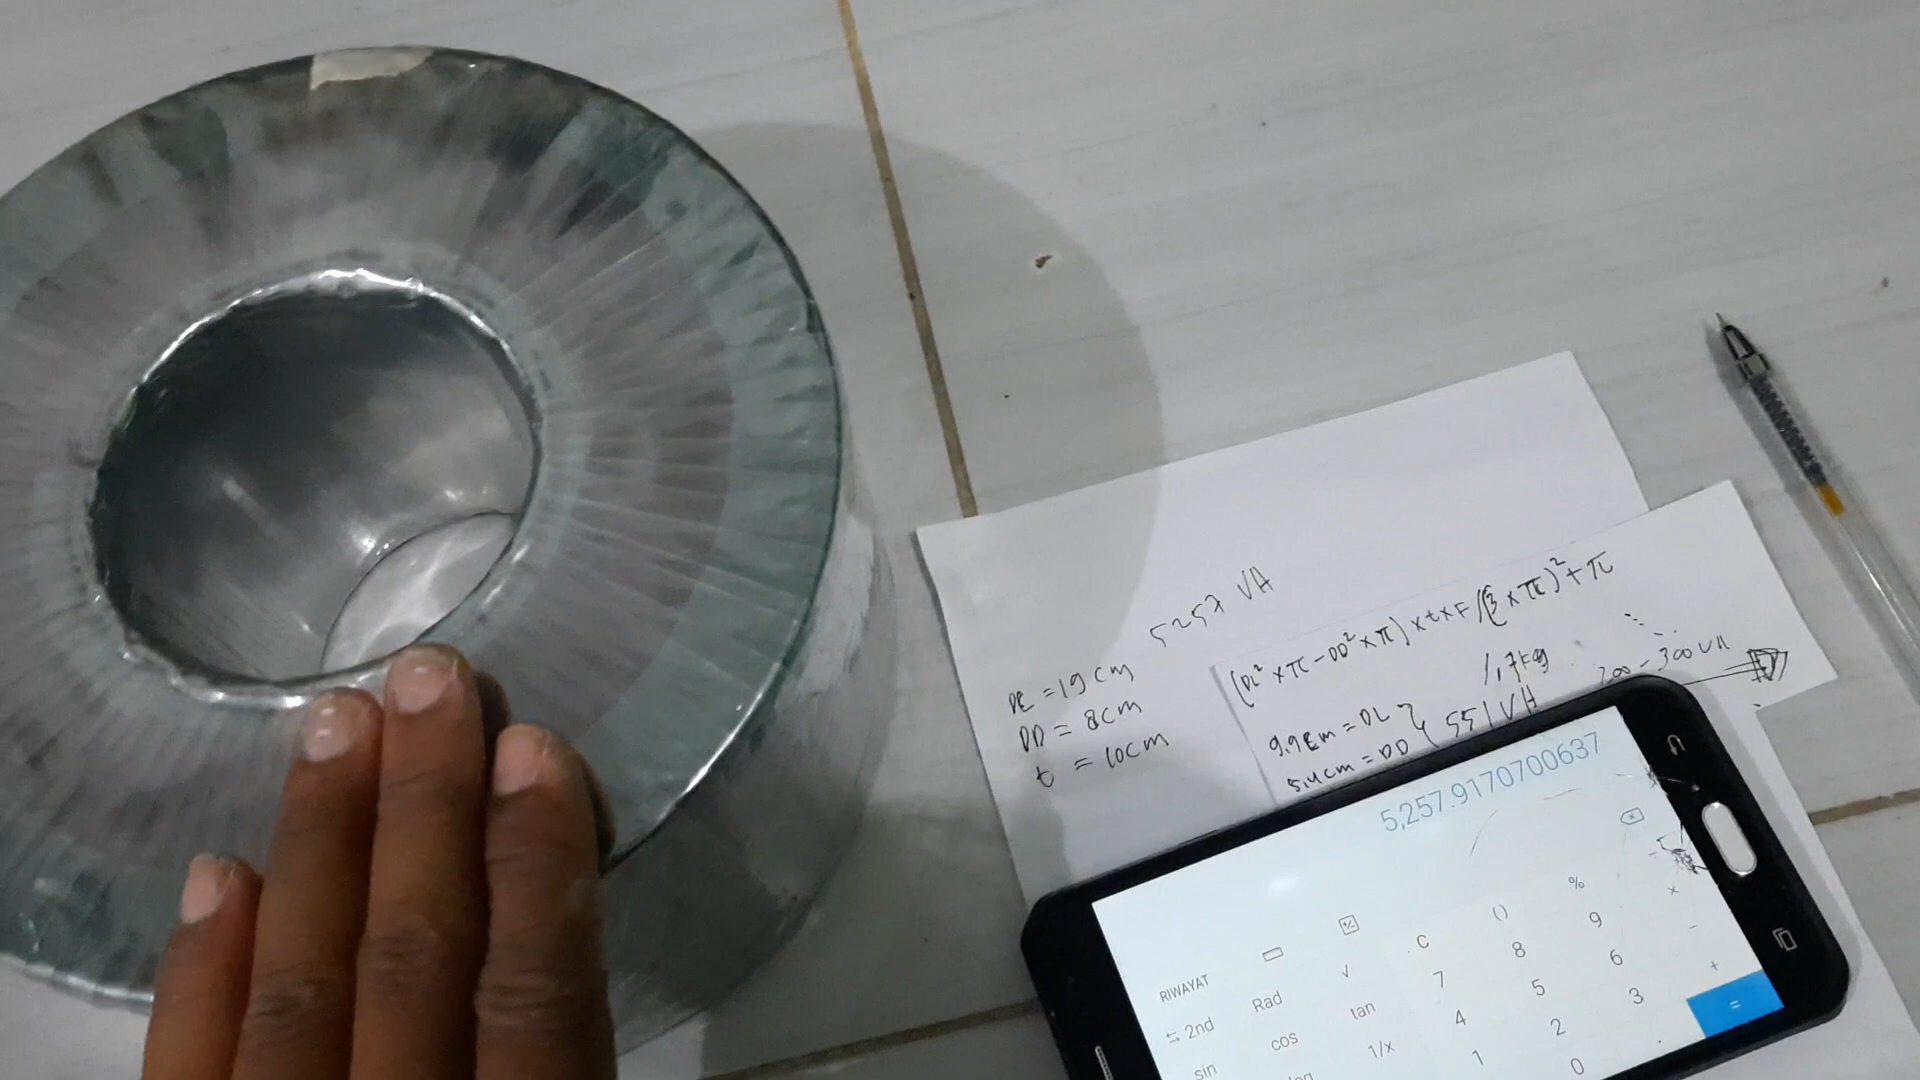 5257 VA
DL = 19 cm
DD = 8 cm
t = 10 cm
(DL² × π - DD² × π) × t × F /
1,7 kg
200 - 300 VA
9.9 cm = DL
551 VA
5,4 cm = DD
5,257.9170700637
RIWAYAT
√ C () %
2nd Rad 7 8 9 ×
sin cos tan 4 5 6 -
1/x 1 2 3 +
0 . =